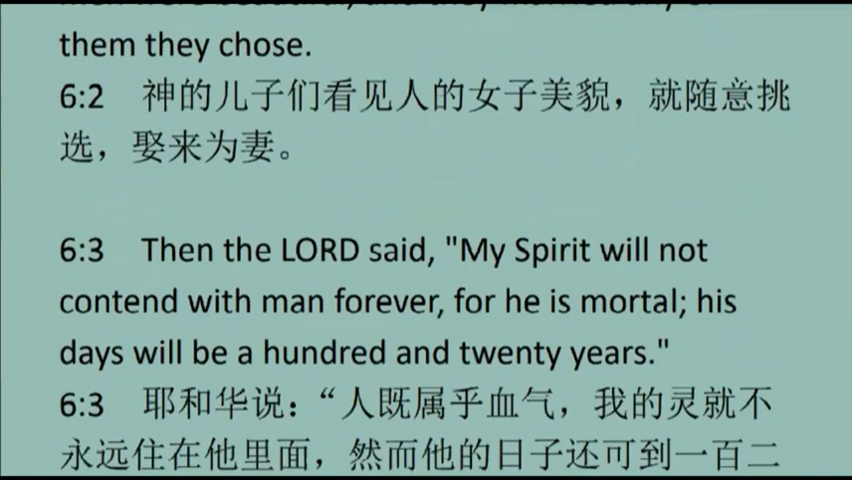 them they chose.
6:2 神的儿子们看见人的女子美貌，就随意挑
选，娶来为妻。
6:3 Then the LORD said, "My Spirit will not
contend with man forever, for he is mortal; his
days will be a hundred and twenty years."
6:3 耶和华说：“人既属乎血气，我的灵就不
永远住在他里面，然而他的日子还可到一百二